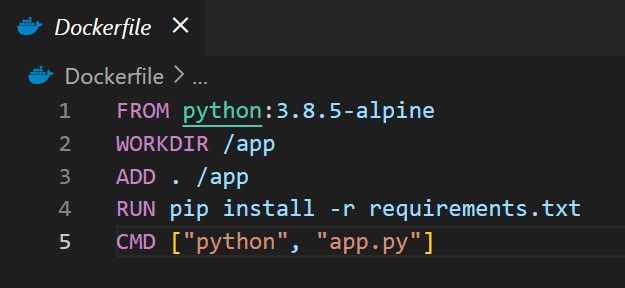 Dockerfile ×
Dockerfile > ...
1 FROM python:3.8.5-alpine
2 WORKDIR /app
3 ADD . /app
4 RUN pip install -r requirements.txt
5 CMD ["python", "app.py"]